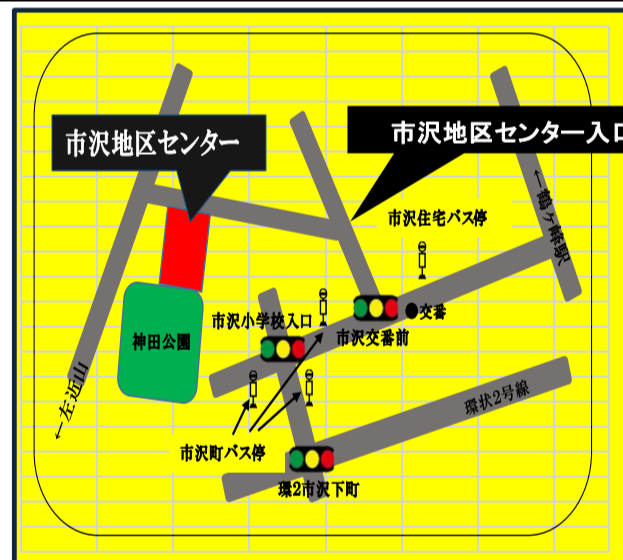 市沢地区センター
市沢地区センター入口
←鶴ヶ峰駅
市沢住宅バス停
市沢小学校入口
交番
市沢交番前
神田公園
←左近山
環状2号線
市沢町バス停
環2市沢下町